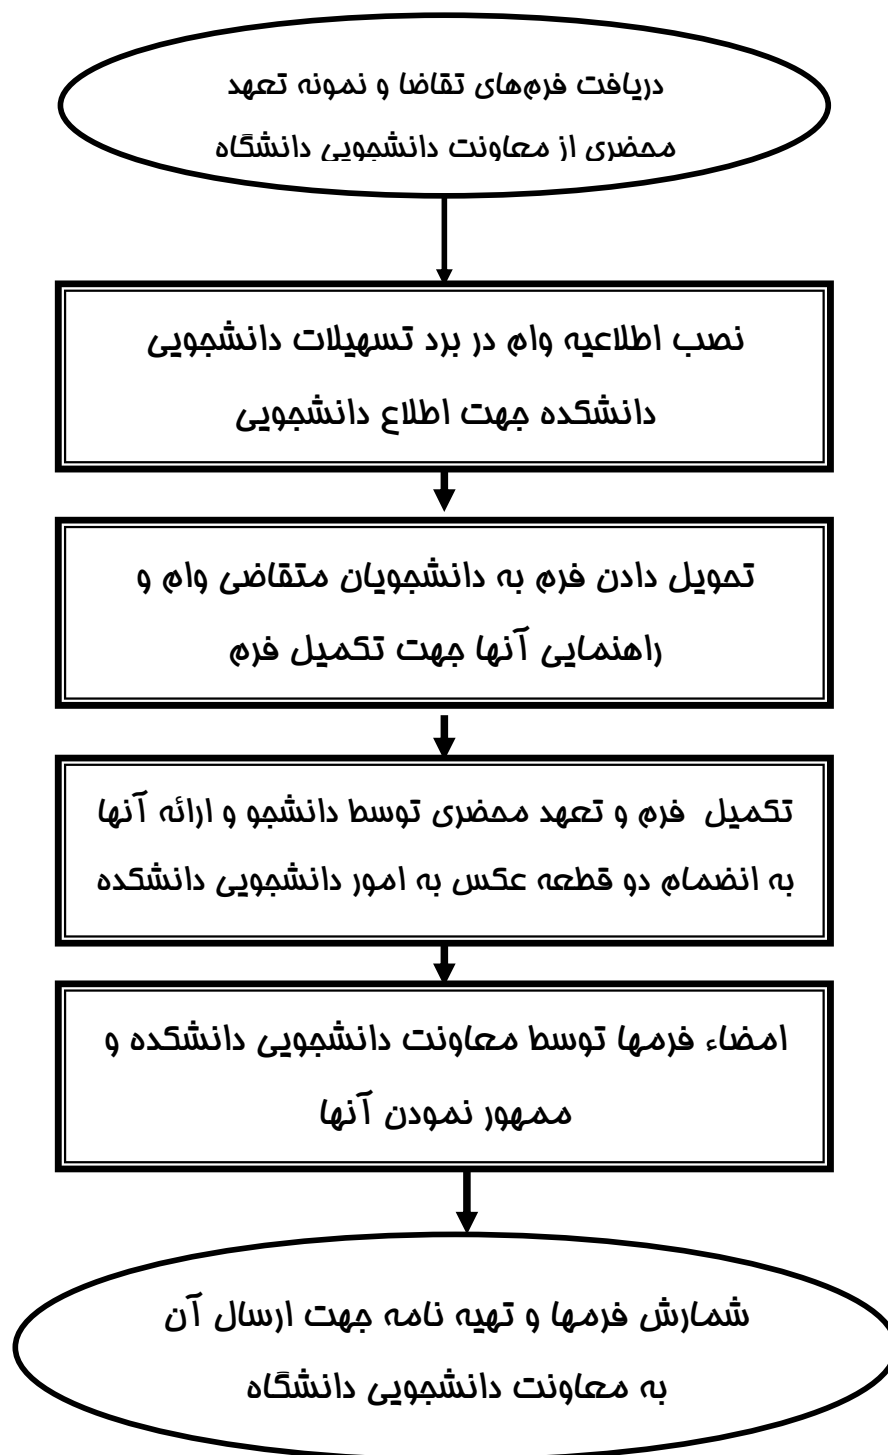 دریافت فرم‌های تقاضا و نمونه تعهد
محضری از معاونت دانشجویی دانشگاه
نصب اطلاعیه وام در برد تسهیلات دانشجویی
دانشکده جهت اطلاع دانشجویی
تحویل دادن فرم به دانشجویان متقاضی وام و
راهنمایی آنها جهت تکمیل فرم
تکمیل فرم و تعهد محضری توسط دانشجو و ارائه آنها
به انضمام دو قطعه عکس به امور دانشجویی دانشکده
امضاء فرمها توسط معاونت دانشجویی دانشکده و
ممهور نمودن آنها
شمارش فرمها و تهیه نامه جهت ارسال آن
به معاونت دانشجویی دانشگاه